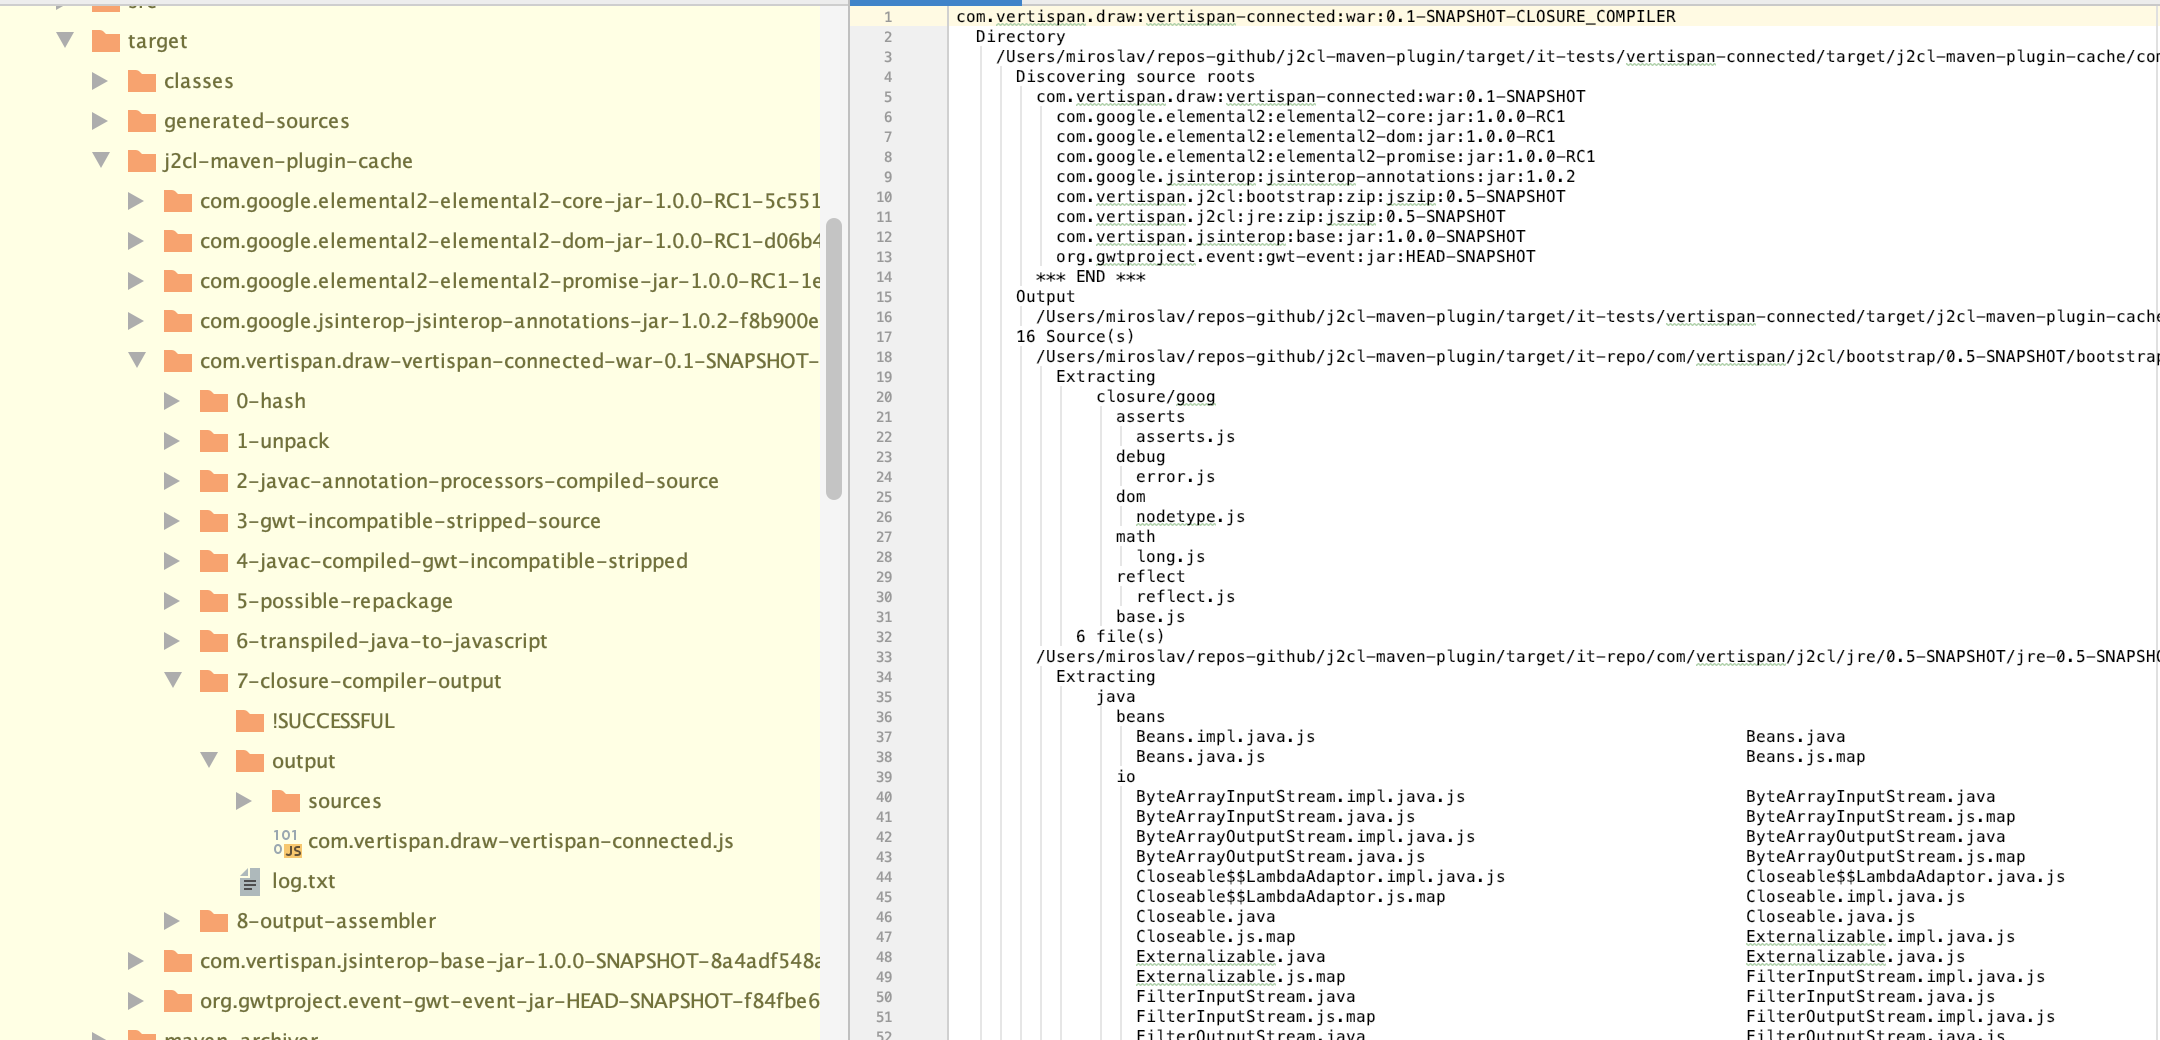 src
target
classes
generated-sources
j2cl-maven-plugin-cache
com.google.elemental2-elemental2-core-jar-1.0.0-RC1-5c551
com.google.elemental2-elemental2-dom-jar-1.0.0-RC1-d06b4
com.google.elemental2-elemental2-promise-jar-1.0.0-RC1-1e
com.google.jsinterop-jsinterop-annotations-jar-1.0.2-f8b900e
com.vertispan.draw-vertispan-connected-war-0.1-SNAPSHOT-
0-hash
1-unpack
2-javac-annotation-processors-compiled-source
3-gwt-incompatible-stripped-source
4-javac-compiled-gwt-incompatible-stripped
5-possible-repackage
6-transpiled-java-to-javascript
7-closure-compiler-output
!SUCCESSFUL
output
sources
com.vertispan.draw-vertispan-connected.js
log.txt
8-output-assembler
com.vertispan.jsinterop-base-jar-1.0.0-SNAPSHOT-8a4adf548a
org.gwtproject.event-gwt-event-jar-HEAD-SNAPSHOT-f84fbe6
maven-archiver
1 com.vertispan.draw:vertispan-connected:war:0.1-SNAPSHOT-CLOSURE_COMPILER
2 Directory
3 /Users/miroslav/repos-github/j2cl-maven-plugin/target/it-tests/vertispan-connected/target/j2cl-maven-plugin-cache/com
4 Discovering source roots
5 com.vertispan.draw:vertispan-connected:war:0.1-SNAPSHOT
6 com.google.elemental2:elemental2-core:jar:1.0.0-RC1
7 com.google.elemental2:elemental2-dom:jar:1.0.0-RC1
8 com.google.elemental2:elemental2-promise:jar:1.0.0-RC1
9 com.google.jsinterop:jsinterop-annotations:jar:1.0.2
10 com.vertispan.j2cl:bootstrap:zip:jszip:0.5-SNAPSHOT
11 com.vertispan.j2cl:jre:zip:jszip:0.5-SNAPSHOT
12 com.vertispan.jsinterop:base:jar:1.0.0-SNAPSHOT
13 org.gwtproject.event:gwt-event:jar:HEAD-SNAPSHOT
14 *** END ***
15 Output
16 /Users/miroslav/repos-github/j2cl-maven-plugin/target/it-tests/vertispan-connected/target/j2cl-maven-plugin-cache
17 16 Source(s)
18 /Users/miroslav/repos-github/j2cl-maven-plugin/target/it-repo/com/vertispan/j2cl/bootstrap/0.5-SNAPSHOT/bootstrap
19 Extracting
20 closure/goog
21 asserts
22 asserts.js
23 debug
24 error.js
25 dom
26 nodetype.js
27 math
28 long.js
29 reflect
30 reflect.js
31 base.js
32 6 file(s)
33 /Users/miroslav/repos-github/j2cl-maven-plugin/target/it-repo/com/vertispan/j2cl/jre/0.5-SNAPSHOT/jre-0.5-SNAPSHO
34 Extracting
35 java
36 beans
37 Beans.impl.java.js Beans.java
38 Beans.java.js Beans.js.map
39 io
40 ByteArrayInputStream.impl.java.js ByteArrayInputStream.java
41 ByteArrayInputStream.java.js ByteArrayInputStream.js.map
42 ByteArrayOutputStream.impl.java.js ByteArrayOutputStream.java
43 ByteArrayOutputStream.java.js ByteArrayOutputStream.js.map
44 Closeable$$LambdaAdaptor.impl.java.js Closeable$$LambdaAdaptor.java.js
45 Closeable$$LambdaAdaptor.js.map Closeable.impl.java.js
46 Closeable.java Closeable.java.js
47 Closeable.js.map Externalizable.impl.java.js
48 Externalizable.java Externalizable.java.js
49 Externalizable.js.map FilterInputStream.impl.java.js
50 FilterInputStream.java FilterInputStream.java.js
51 FilterInputStream.js.map FilterOutputStream.impl.java.js
52 FilterOutputStream.java FilterOutputStream.java.js